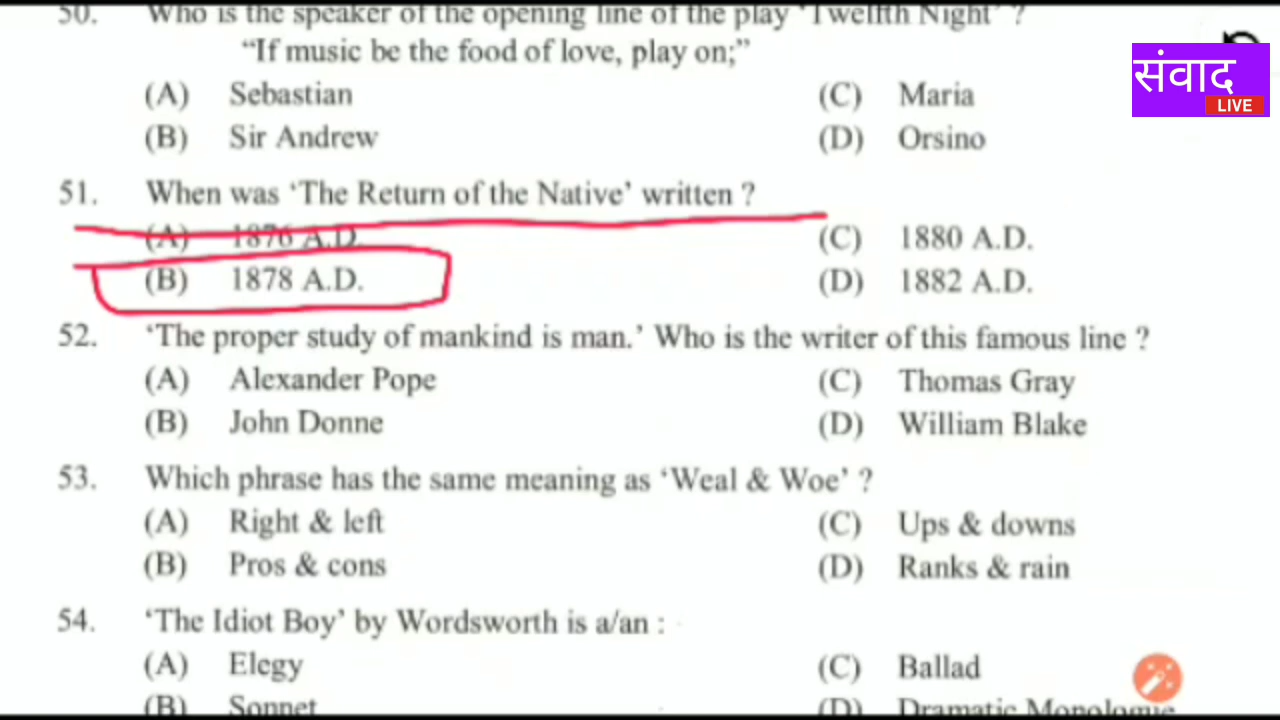 50. Who is the speaker of the opening line of the play 'Twelfth Night' ?
"If music be the food of love, play on;"
(A) Sebastian (C) Maria
(B) Sir Andrew (D) Orsino
संवाद
LIVE
51. When was 'The Return of the Native' written ?
(A) 1876 A.D. (C) 1880 A.D.
(B) 1878 A.D. (D) 1882 A.D.
52. 'The proper study of mankind is man.' Who is the writer of this famous line ?
(A) Alexander Pope (C) Thomas Gray
(B) John Donne (D) William Blake
53. Which phrase has the same meaning as 'Weal & Woe' ?
(A) Right & left (C) Ups & downs
(B) Pros & cons (D) Ranks & rain
54. 'The Idiot Boy' by Wordsworth is a/an :
(A) Elegy (C) Ballad
(B) Sonnet (D) Dramatic Monologue